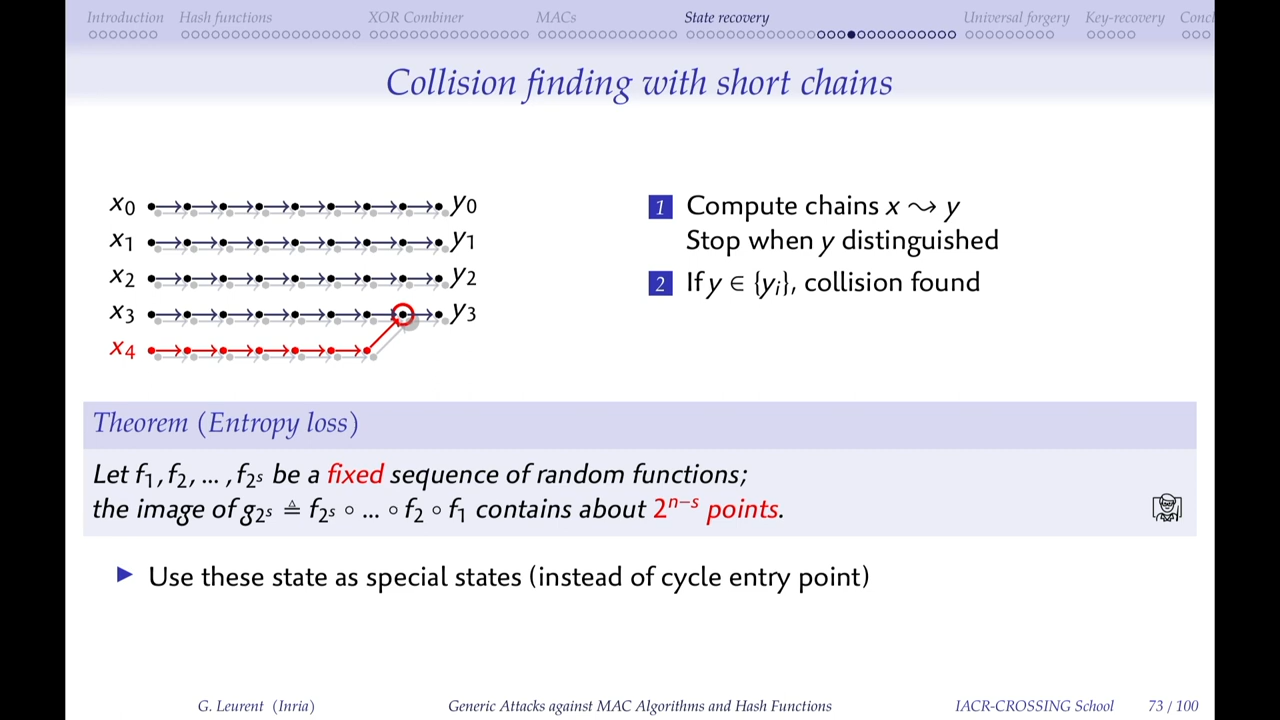 Introduction Hash functions XOR Combiner MACs State recovery Universal forgery Key-recovery Concl
Collision finding with short chains
x0 y0
x1 y1
x2 y2
x3 y3
x4
1 Compute chains x ⇝ y
Stop when y distinguished
2 If y ∈ {yi}, collision found
Theorem (Entropy loss)
Let f1, f2, ... , f2s be a fixed sequence of random functions;
the image of g2s ≜ f2s ∘ ... ∘ f2 ∘ f1 contains about 2^{n−s} points.
▶ Use these state as special states (instead of cycle entry point)
G. Leurent (Inria) Generic Attacks against MAC Algorithms and Hash Functions IACR-CROSSING School 73 / 100